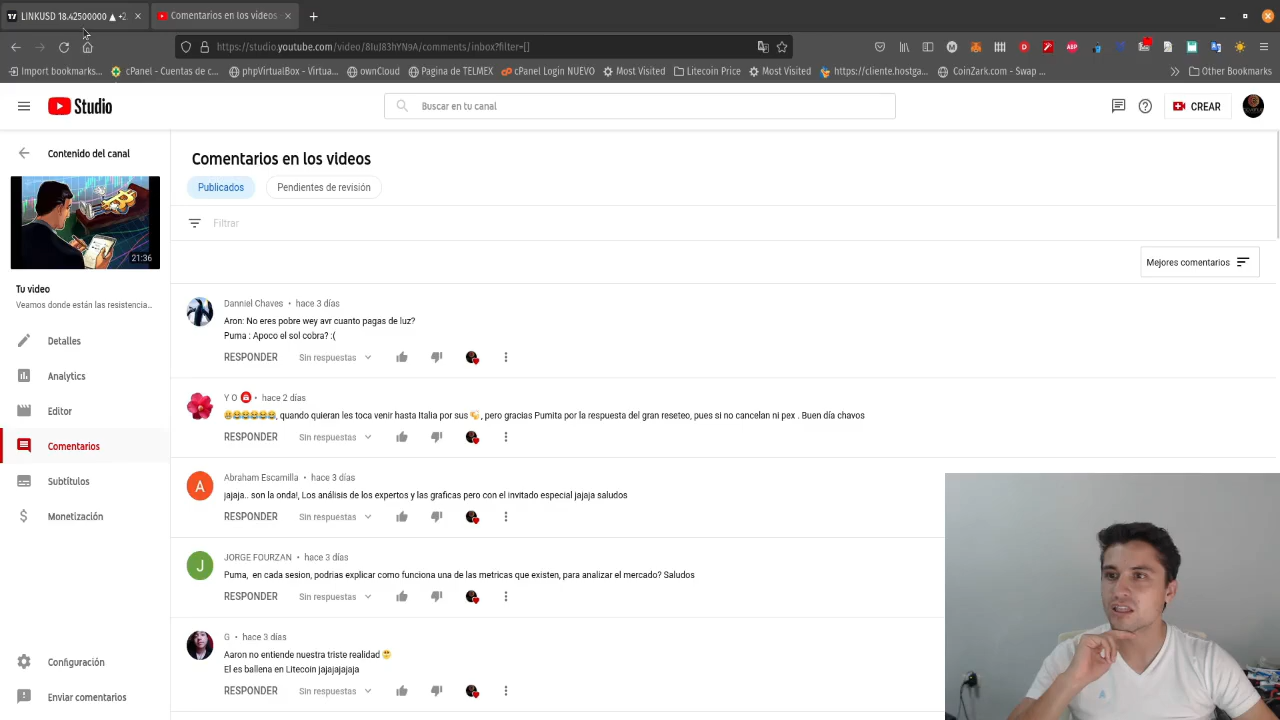 LINKUSD 18.42500000 ▲ +2
Comentarios en los videos
https://studio.youtube.com/video/8IuJ83hYN9A/comments/inbox?filter=[]
Import bookmarks...
cPanel - Cuentas de c...
phpVirtualBox - Virtua...
ownCloud
Pagina de TELMEX
cPanel Login NUEVO
Most Visited
Litecoin Price
Most Visited
https://cliente.hostga...
CoinZark.com - Swap ...
Other Bookmarks
Studio
Buscar en tu canal
CREAR
Contenido del canal
21:36
Tu video
Veamos donde están las resistencia...
Detalles
Analytics
Editor
Comentarios
Subtítulos
Monetización
Configuración
Enviar comentarios
Comentarios en los videos
Publicados
Pendientes de revisión
Filtrar
Mejores comentarios
Danniel Chaves • hace 3 días
Aron: No eres pobre wey avr cuanto pagas de luz?
Puma : Apoco el sol cobra? :(
RESPONDER Sin respuestas
Y O • hace 2 días
😅😂😂😂😂😂, quando quieran les toca venir hasta Italia por sus 👏, pero gracias Pumita por la respuesta del gran reseteo, pues si no cancelan ni pex . Buen día chavos
RESPONDER Sin respuestas
A
Abraham Escamilla • hace 3 días
jajaja.. son la onda!, Los análisis de los expertos y las graficas pero con el invitado especial jajaja saludos
RESPONDER Sin respuestas
J
JORGE FOURZAN • hace 3 días
Puma, en cada sesion, podrias explicar como funciona una de las metricas que existen, para analizar el mercado? Saludos
RESPONDER Sin respuestas
G • hace 3 días
Aaron no entiende nuestra triste realidad
El es ballena en Litecoin jajajajaja
RESPONDER Sin respuestas